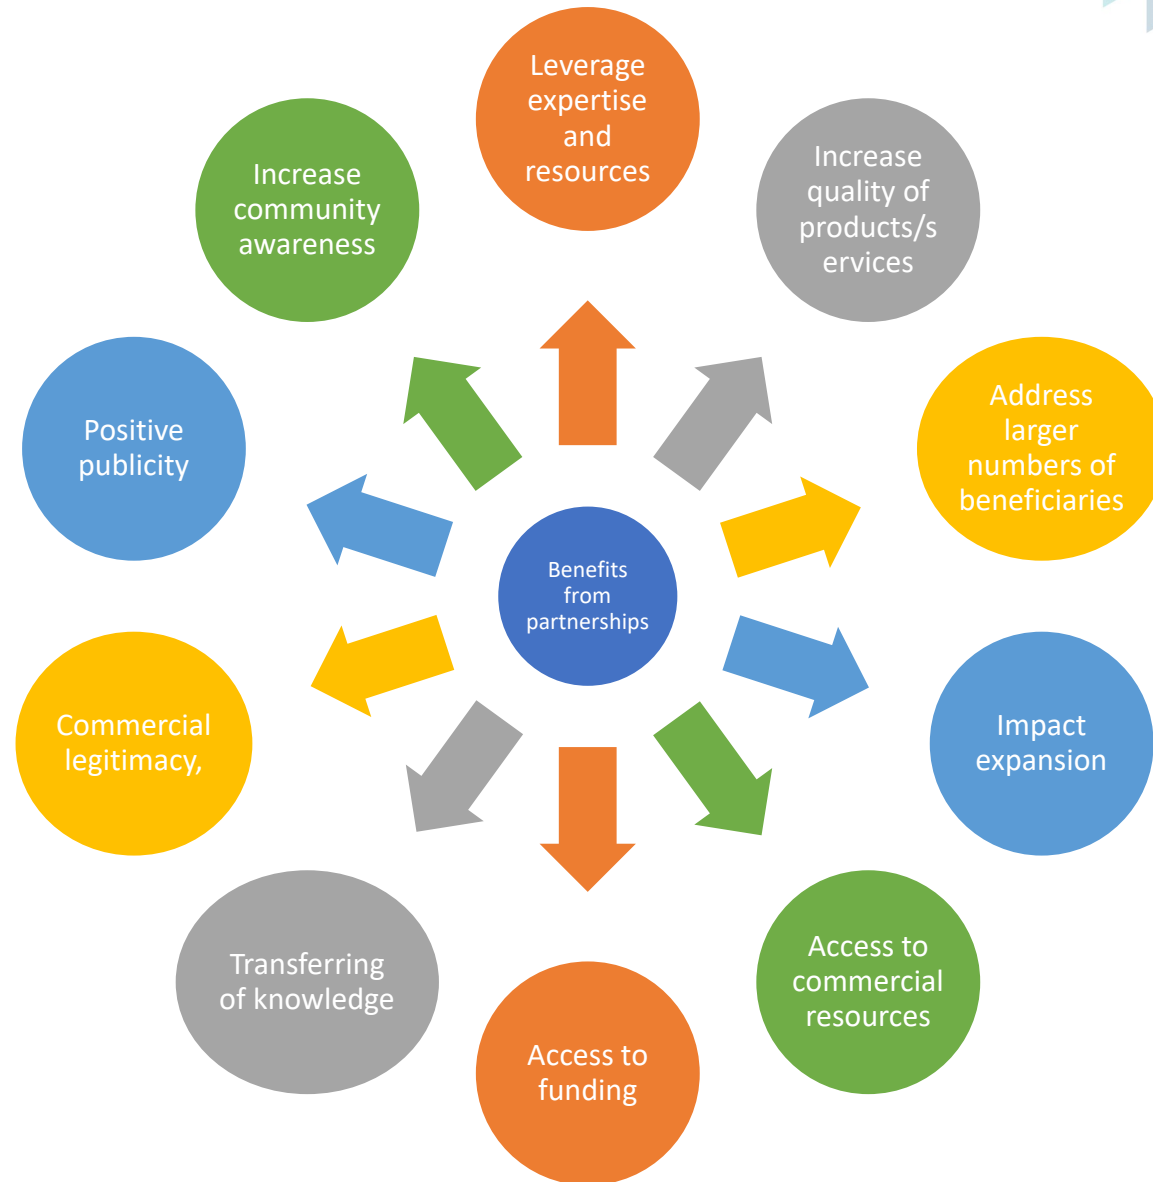 Leverage
expertise
and
resources
Increase
quality of
products/s
ervices
Address
larger
numbers of
beneficiaries
Impact
expansion
Access to
commercial
resources
Access to
funding
Transferring
of knowledge
Commercial
legitimacy,
Positive
publicity
Increase
community
awareness
Benefits
from
partnerships